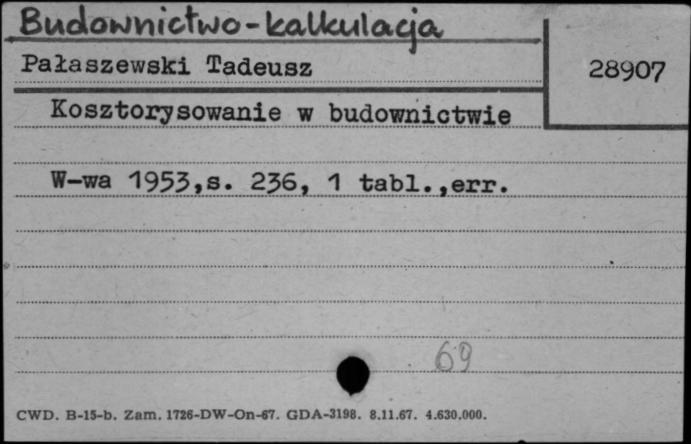 Budownictwo-kalkulacja
Pałaszewski Tadeusz
28907
Kosztorysowanie w budownictwie
W-wa 1953,s. 236, 1 tabl.,err.
69
CWD. B-15-b. Zam. 1726-DW-On-67. GDA-3198. 8.11.67. 4.630.000.